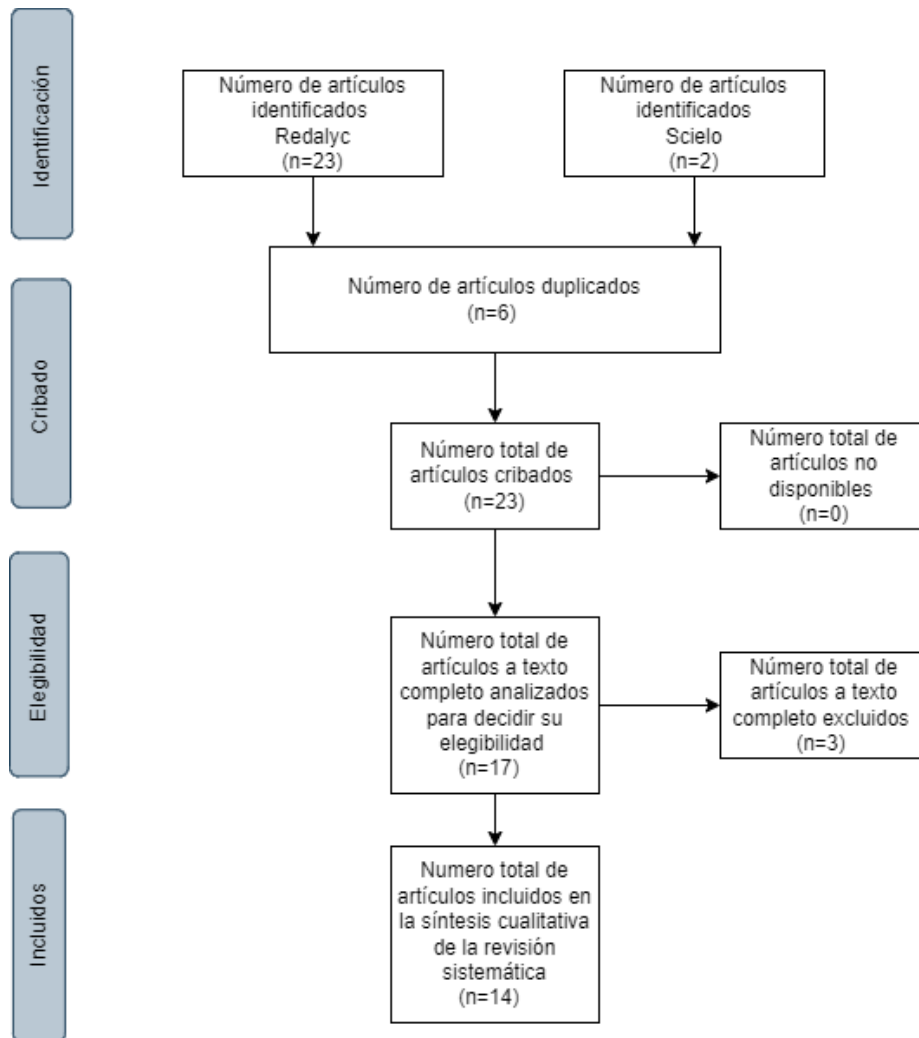 Identificación
Número de artículos
identificados
Redalyc
(n=23)
Número de artículos
identificados
Scielo
(n=2)
Número de artículos duplicados
(n=6)
Cribado
Número total de
artículos cribados
(n=23)
Número total de
artículos no
disponibles
(n=0)
Elegibilidad
Número total de
artículos a texto
completo analizados
para decidir su
elegibilidad
(n=17)
Número total de
artículos a texto
completo excluidos
(n=3)
Incluidos
Numero total de
artículos incluidos en
la síntesis cualitativa
de la revisión
sistemática
(n=14)